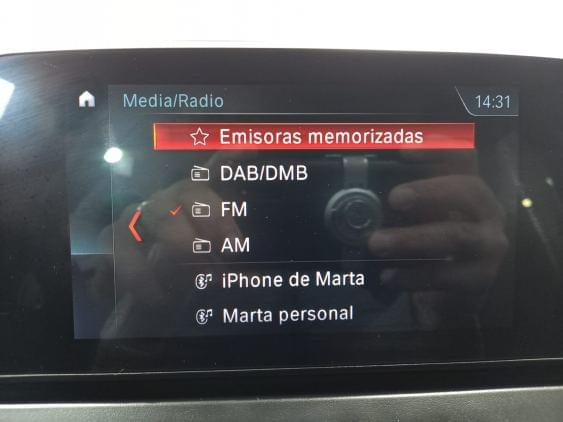 Media/Radio
14:31
Emisoras memorizadas
DAB/DMB
FM
AM
iPhone de Marta
Marta personal